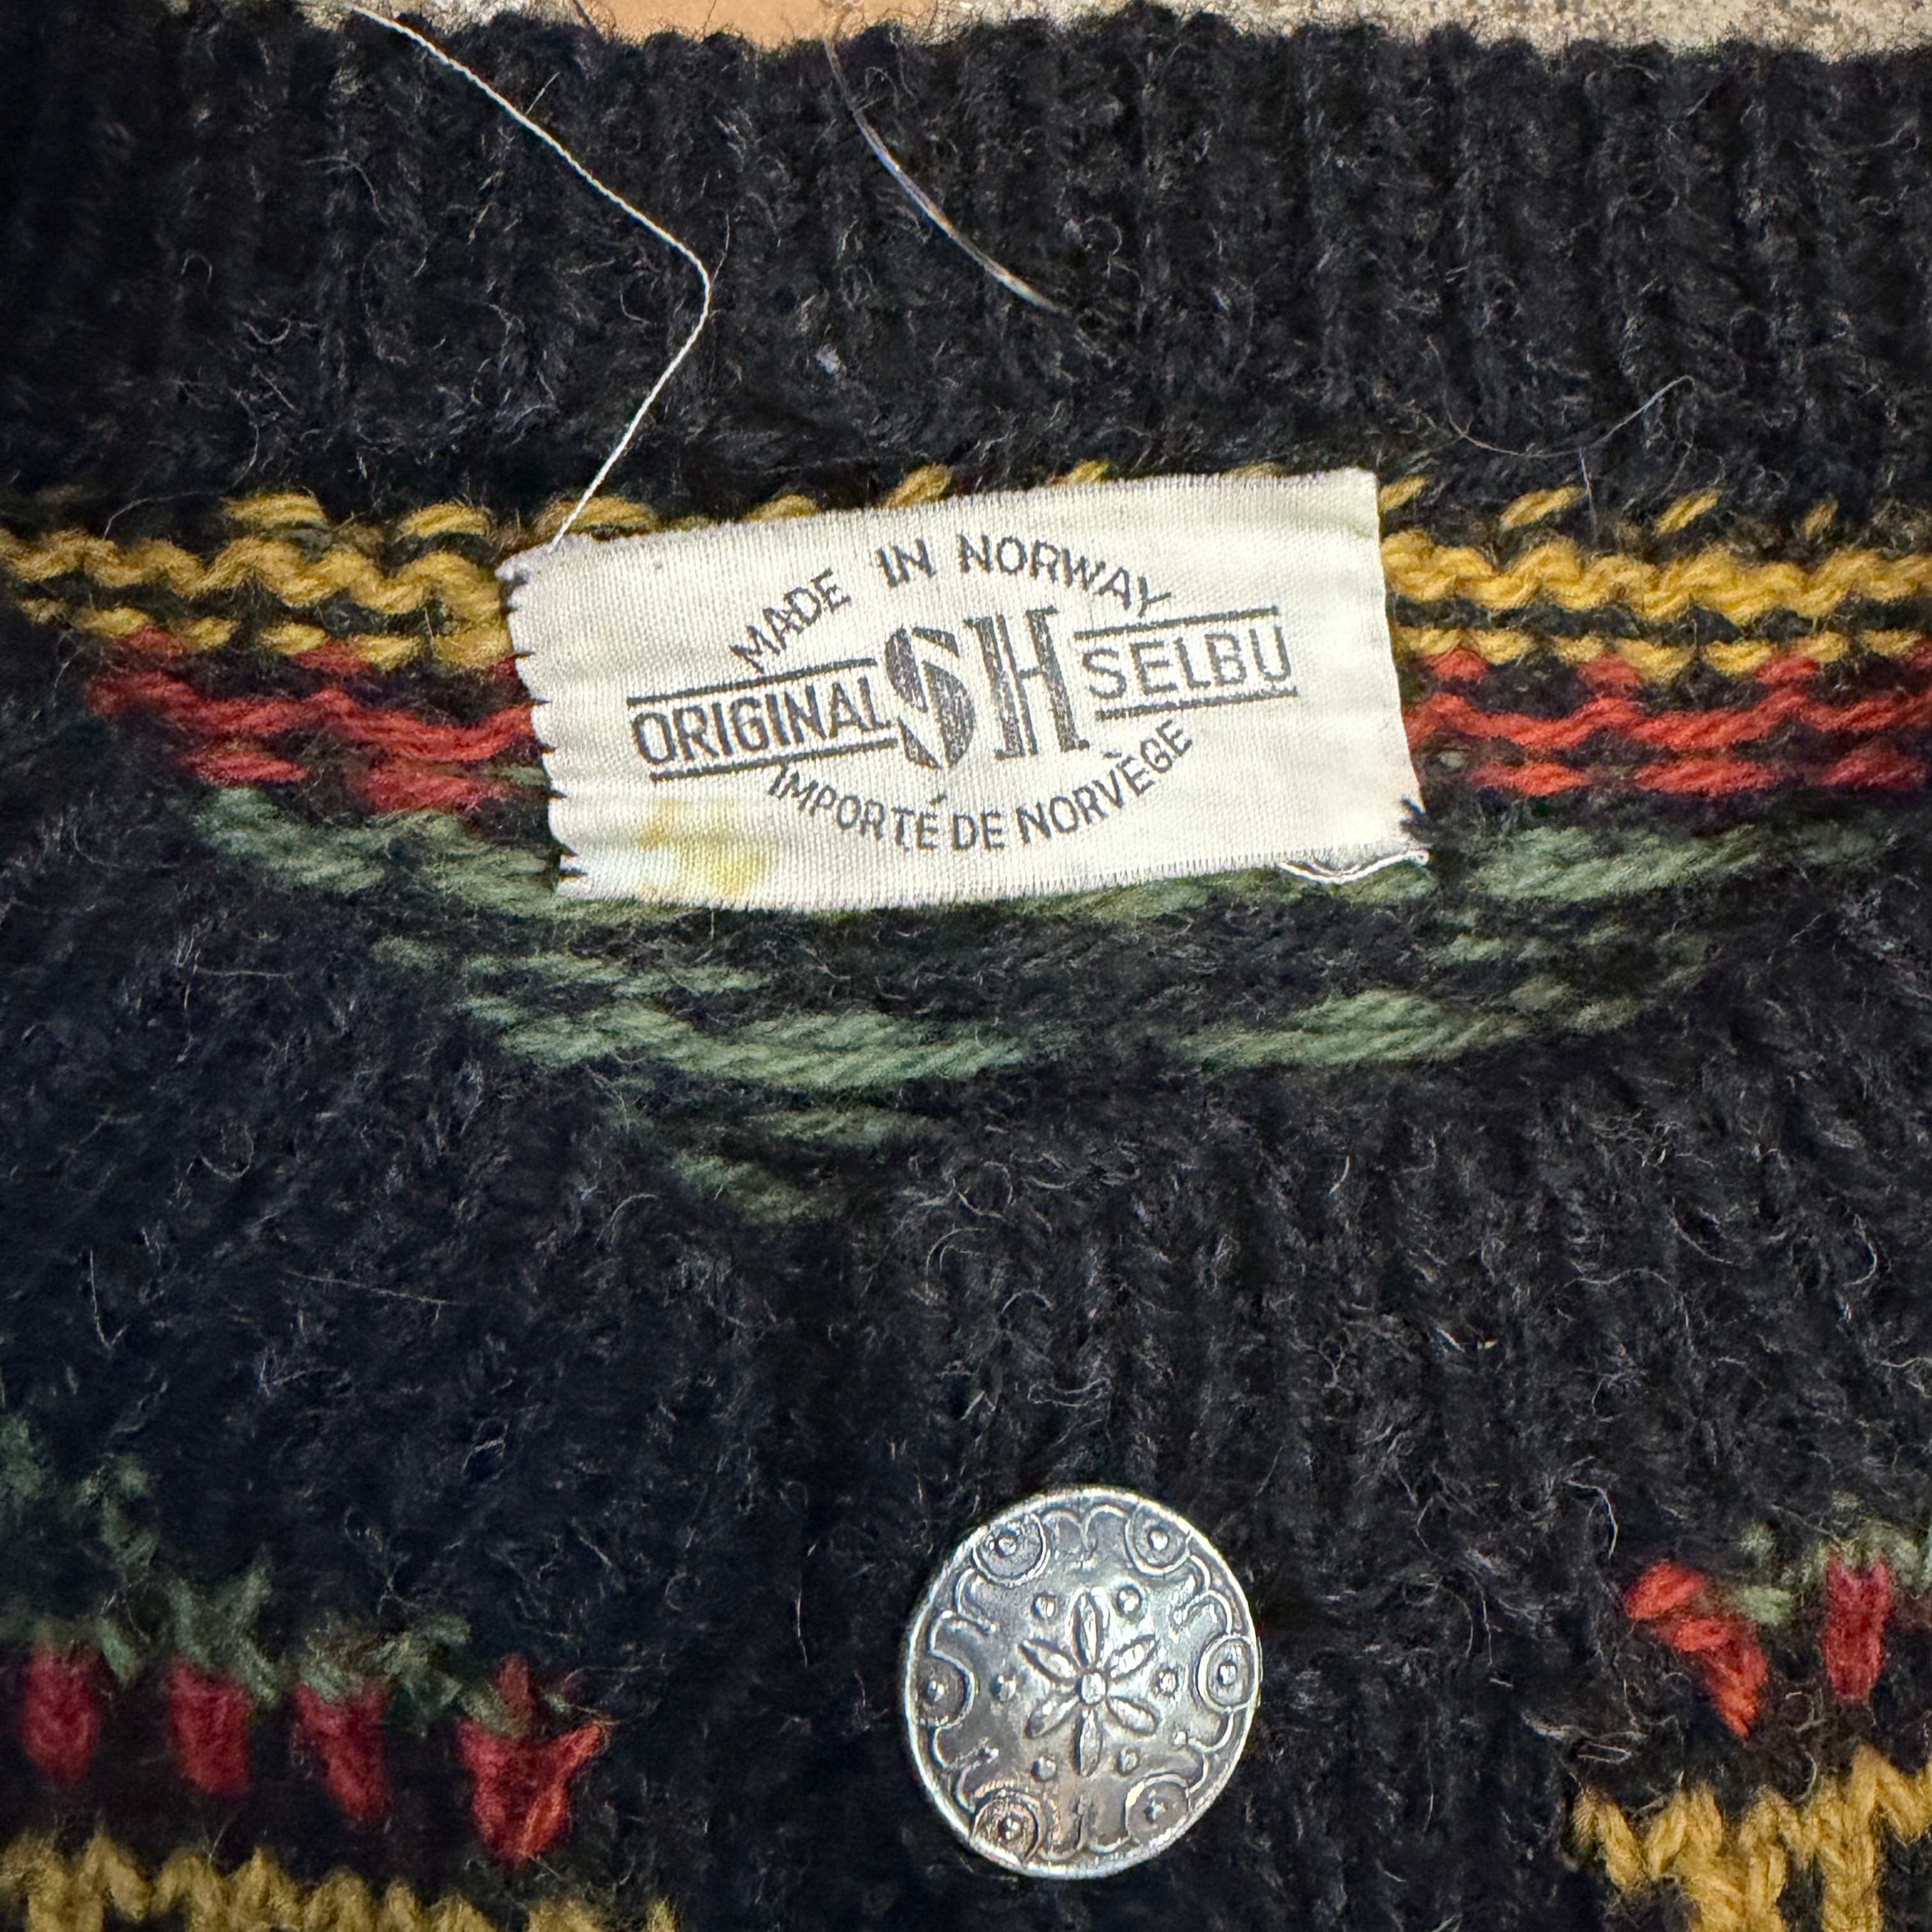 MADE IN NORWAY
ORIGINAL SH SELBU
IMPORTÉ DE NORVÈGE